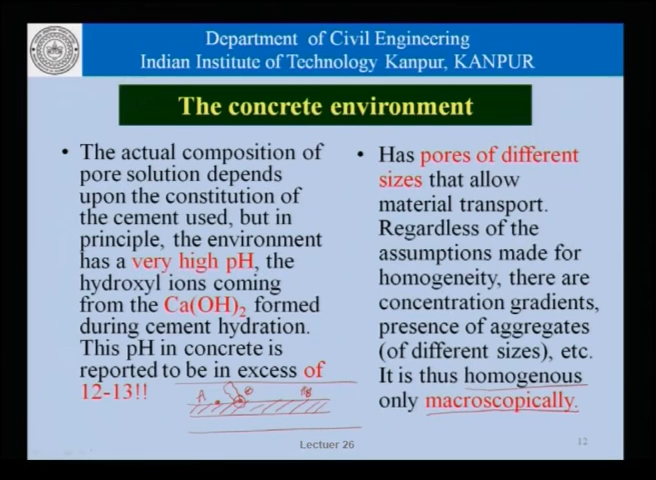 Department of Civil Engineering
Indian Institute of Technology Kanpur, KANPUR
The concrete environment
• The actual composition of
pore solution depends
upon the constitution of
the cement used, but in
principle, the environment
has a very high pH, the
hydroxyl ions coming
from the Ca(OH)₂ formed
during cement hydration.
This pH in concrete is
reported to be in excess of
12-13!!
A
• Has pores of different
sizes that allow
material transport.
Regardless of the
assumptions made for
homogeneity, there are
concentration gradients,
presence of aggregates
(of different sizes), etc.
It is thus homogenous
only macroscopically.
Lectuer 26
12